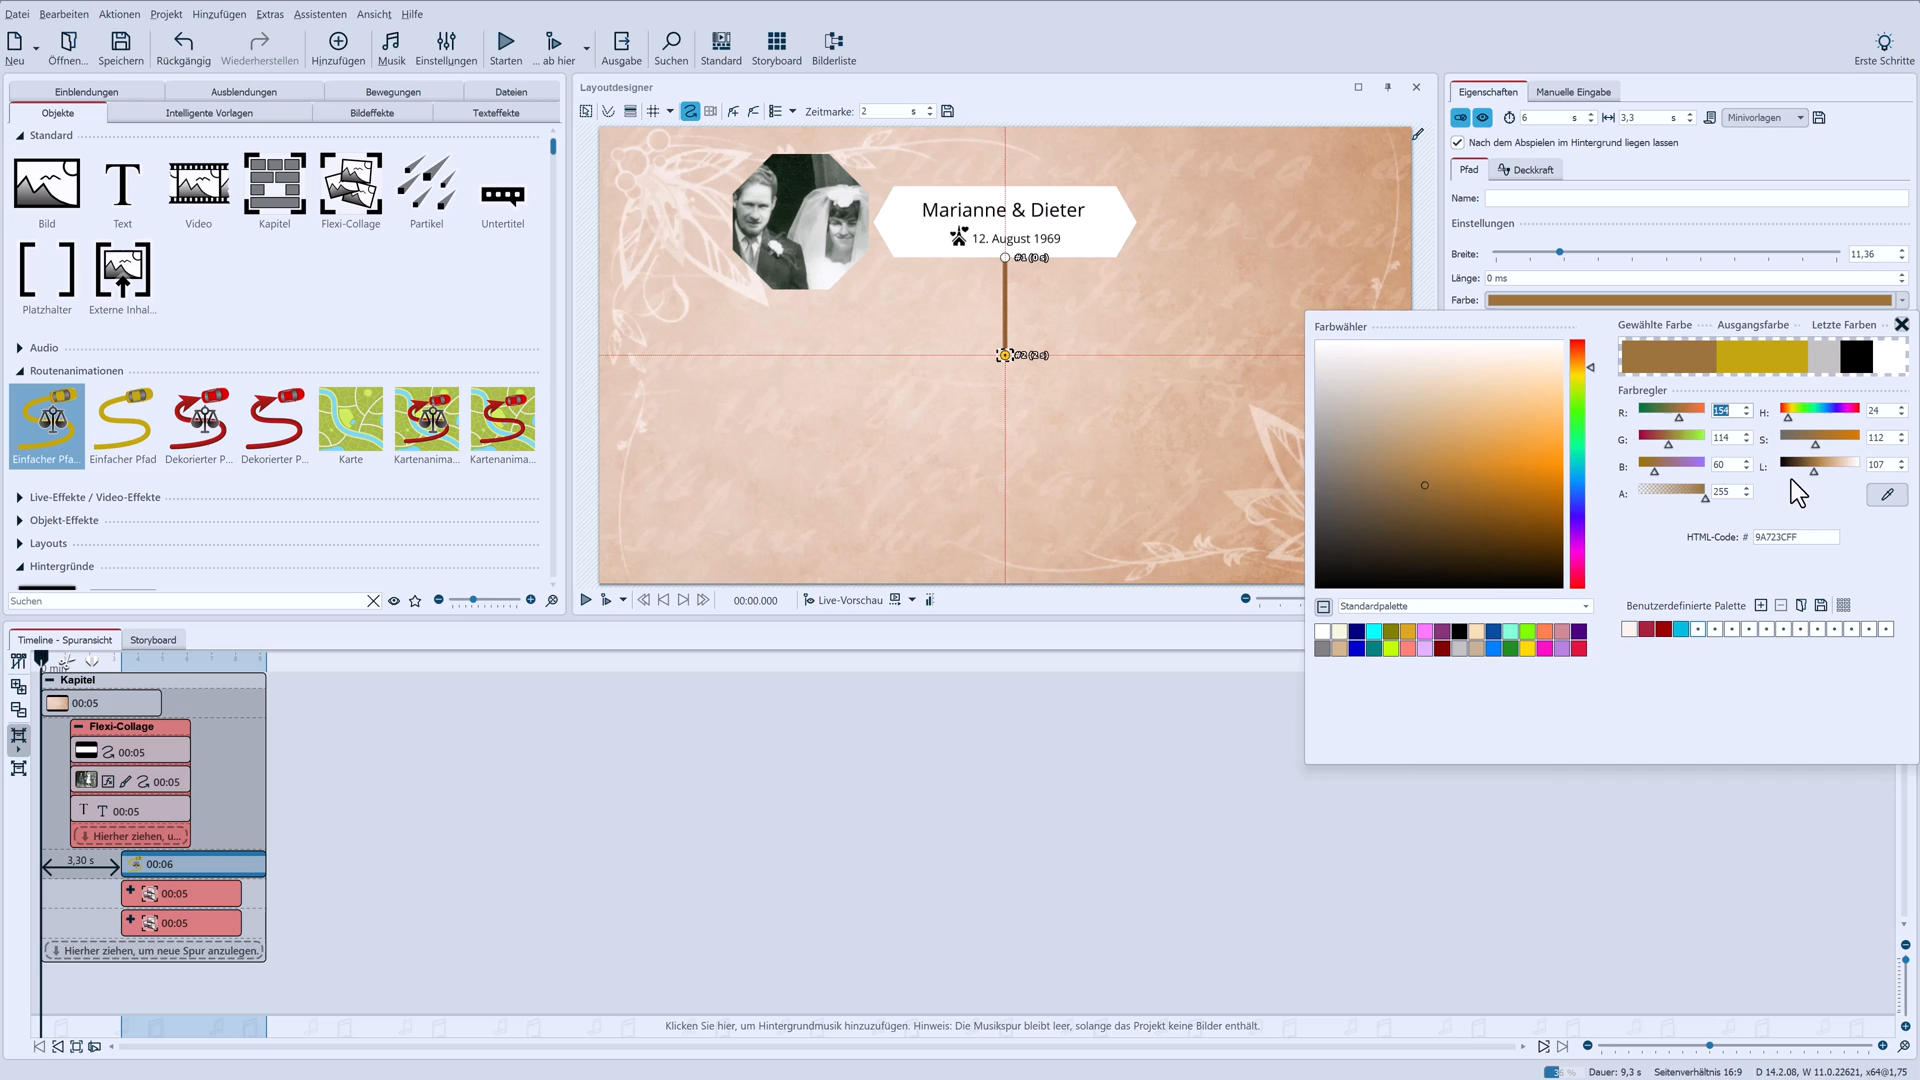 Datei Bearbeiten Aktionen Projekt Hinzufügen Extras Assistenten Ansicht Hilfe
Neu Öffnen... Speichern Rückgängig Wiederherstellen Hinzufügen Musik Einstellungen Starten ... ab hier Ausgabe Suchen Standard Storyboard Bilderliste Erste Schritte
Einblendungen Ausblendungen Bewegungen Dateien
Objekte Intelligente Vorlagen Bildeffekte Texteffekte
Standard
Bild Text Video Kapitel Flexi-Collage Partikel Untertitel
Platzhalter Externe Inhal...
Audio
Routenanimationen
Einfacher Pfa... Einfacher Pfad Dekorierter P... Dekorierter P... Karte Kartenanima... Kartenanima...
Live-Effekte / Video-Effekte
Objekt-Effekte
Layouts
Hintergründe
Suchen
Layoutdesigner
Zeitmarke: 2 s
Marianne & Dieter
12. August 1969
#1 (0 s)
#2 (2 s)
00:00.000 Live-Vorschau
Eigenschaften Manuelle Eingabe
6 s 3,3 s Minivorlagen
Nach dem Abspielen im Hintergrund liegen lassen
Pfad Deckkraft
Name:
Einstellungen
Breite: 11,36
Länge: 0 ms
Farbe:
Farbwähler
Gewählte Farbe Ausgangsfarbe Letzte Farben
Farbregler
R: 154 H: 24
G: 114 S: 112
B: 60 L: 107
A: 255
HTML-Code: # 9A723CFF
Standardpalette
Benutzerdefinierte Palette
Timeline - Spuransicht Storyboard
0 min
Kapitel
00:05
Flexi-Collage
00:05
00:05
T T 00:05
Hierher ziehen, u...
3,30 s 00:06
00:05
00:05
Hierher ziehen, um neue Spur anzulegen.
Klicken Sie hier, um Hintergrundmusik hinzuzufügen. Hinweis: Die Musikspur bleibt leer, solange das Projekt keine Bilder enthält.
Dauer: 9,3 s Seitenverhältnis 16:9 D 14.2.08, W 11.0.22621, x64@1,75